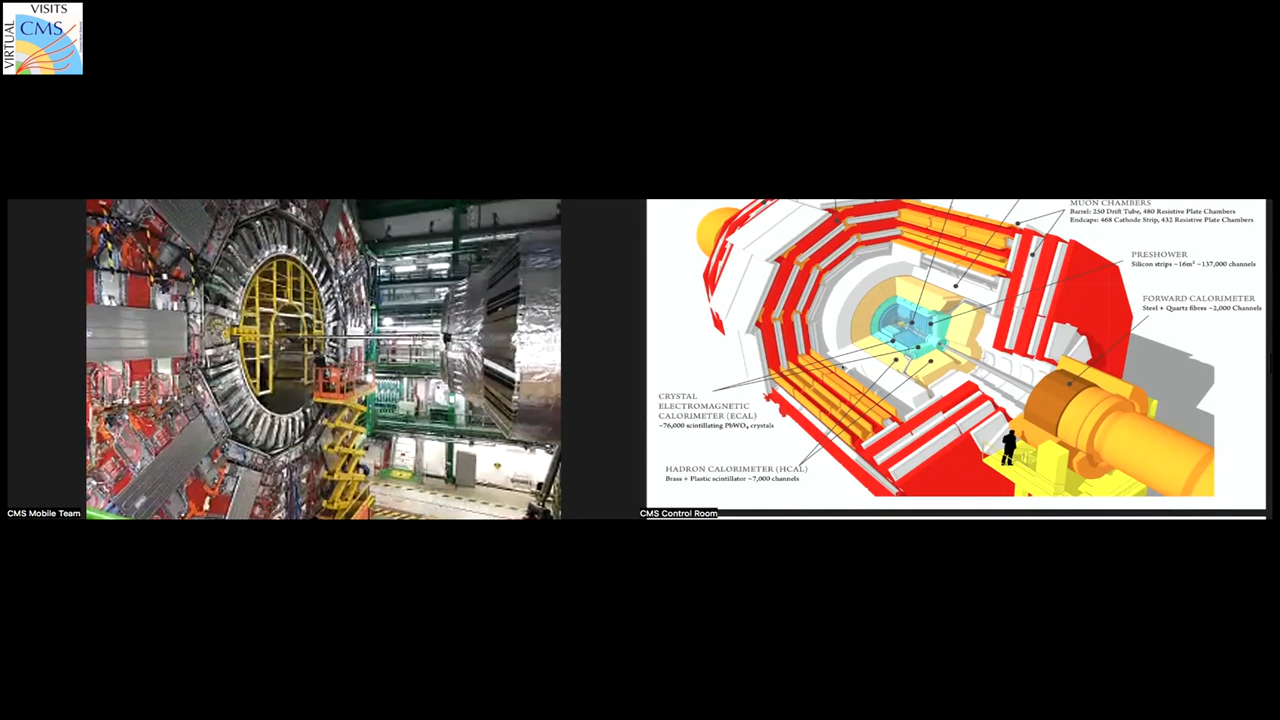 VISITS
CMS
VIRTUAL
MUON CHAMBERS
Barrel: 250 Drift Tube, 480 Resistive Plate Chambers
Endcaps: 468 Cathode Strip, 432 Resistive Plate Chambers
PRESHOWER
Silicon strips ~16m² ~137,000 channels
FORWARD CALORIMETER
Steel + Quartz fibres ~2,000 Channels
CRYSTAL
ELECTROMAGNETIC
CALORIMETER (ECAL)
~76,000 scintillating PbWO₄ crystals
HADRON CALORIMETER (HCAL)
Brass + Plastic scintillator ~7,000 channels
CMS Mobile Team
CMS Control Room